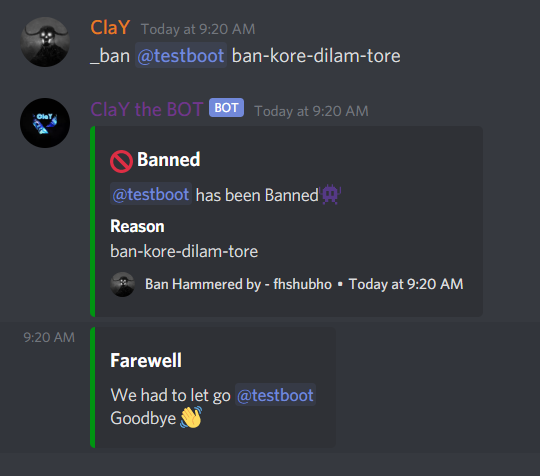 ClaY Today at 9:20 AM
_ban @testboot ban-kore-dilam-tore
ClaY the BOT BOT Today at 9:20 AM
🚫 Banned
@testboot has been Banned
Reason
ban-kore-dilam-tore
Ban Hammered by - fhshubho • Today at 9:20 AM
9:20 AM
Farewell
We had to let go @testboot
Goodbye 👋